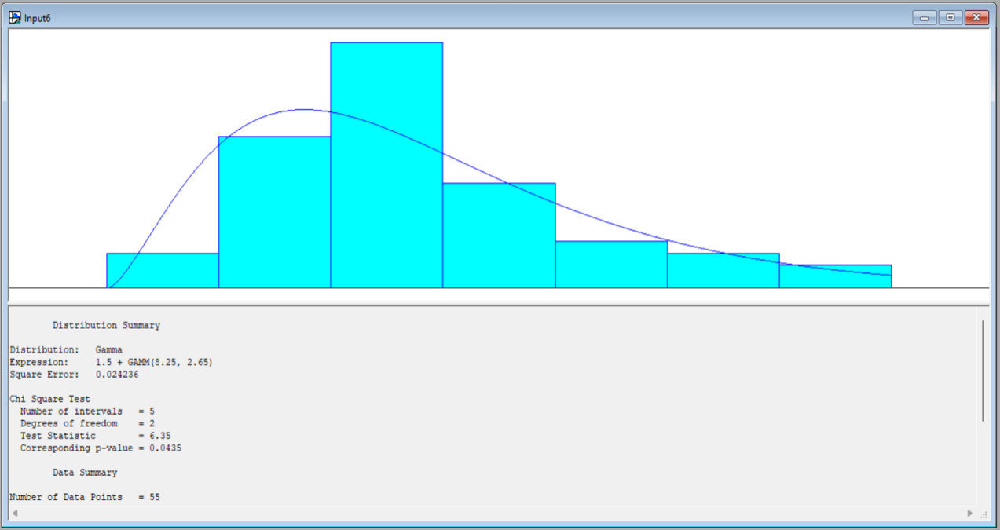 Input6
Distribution Summary
Distribution: Gamma
Expression: 1.5 + GAMM(8.25, 2.65)
Square Error: 0.024236
Chi Square Test
Number of intervals = 5
Degrees of freedom = 2
Test Statistic = 6.35
Corresponding p-value = 0.0435
Data Summary
Number of Data Points = 55